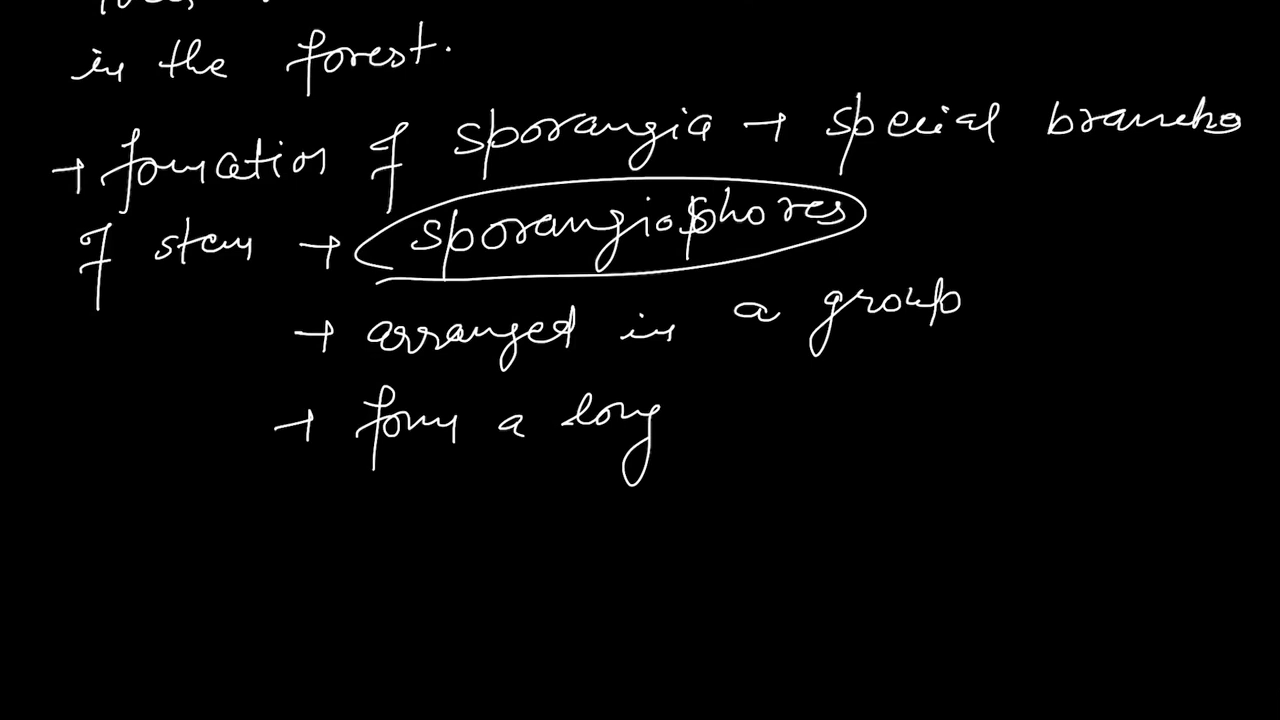 in the forest.
→ formation of sporangia → special branches
of stem → sporangiophores
→ arranged in a group
→ form a long